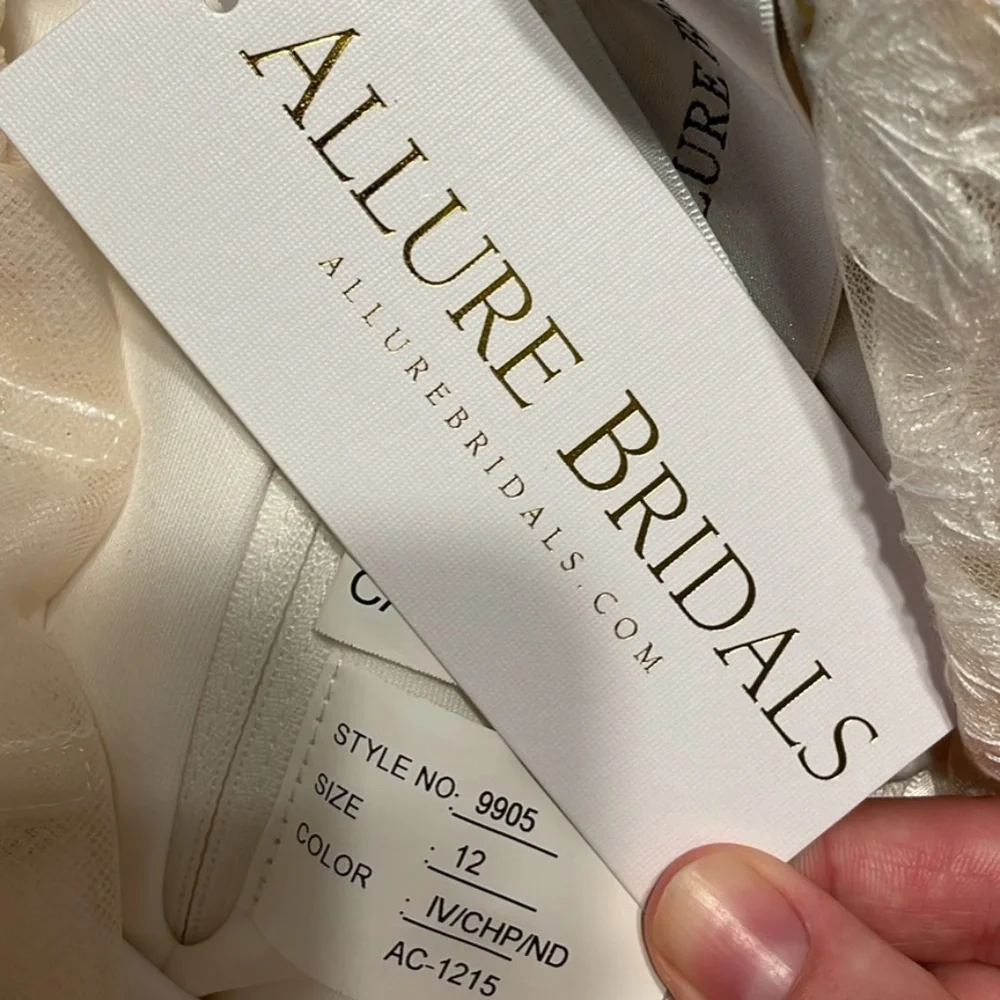 ALLURE BRIDALS
ALLUREBRIDALS.COM
STYLE NO: 9905
SIZE : 12
COLOR : IV/CHP/ND
AC-1215